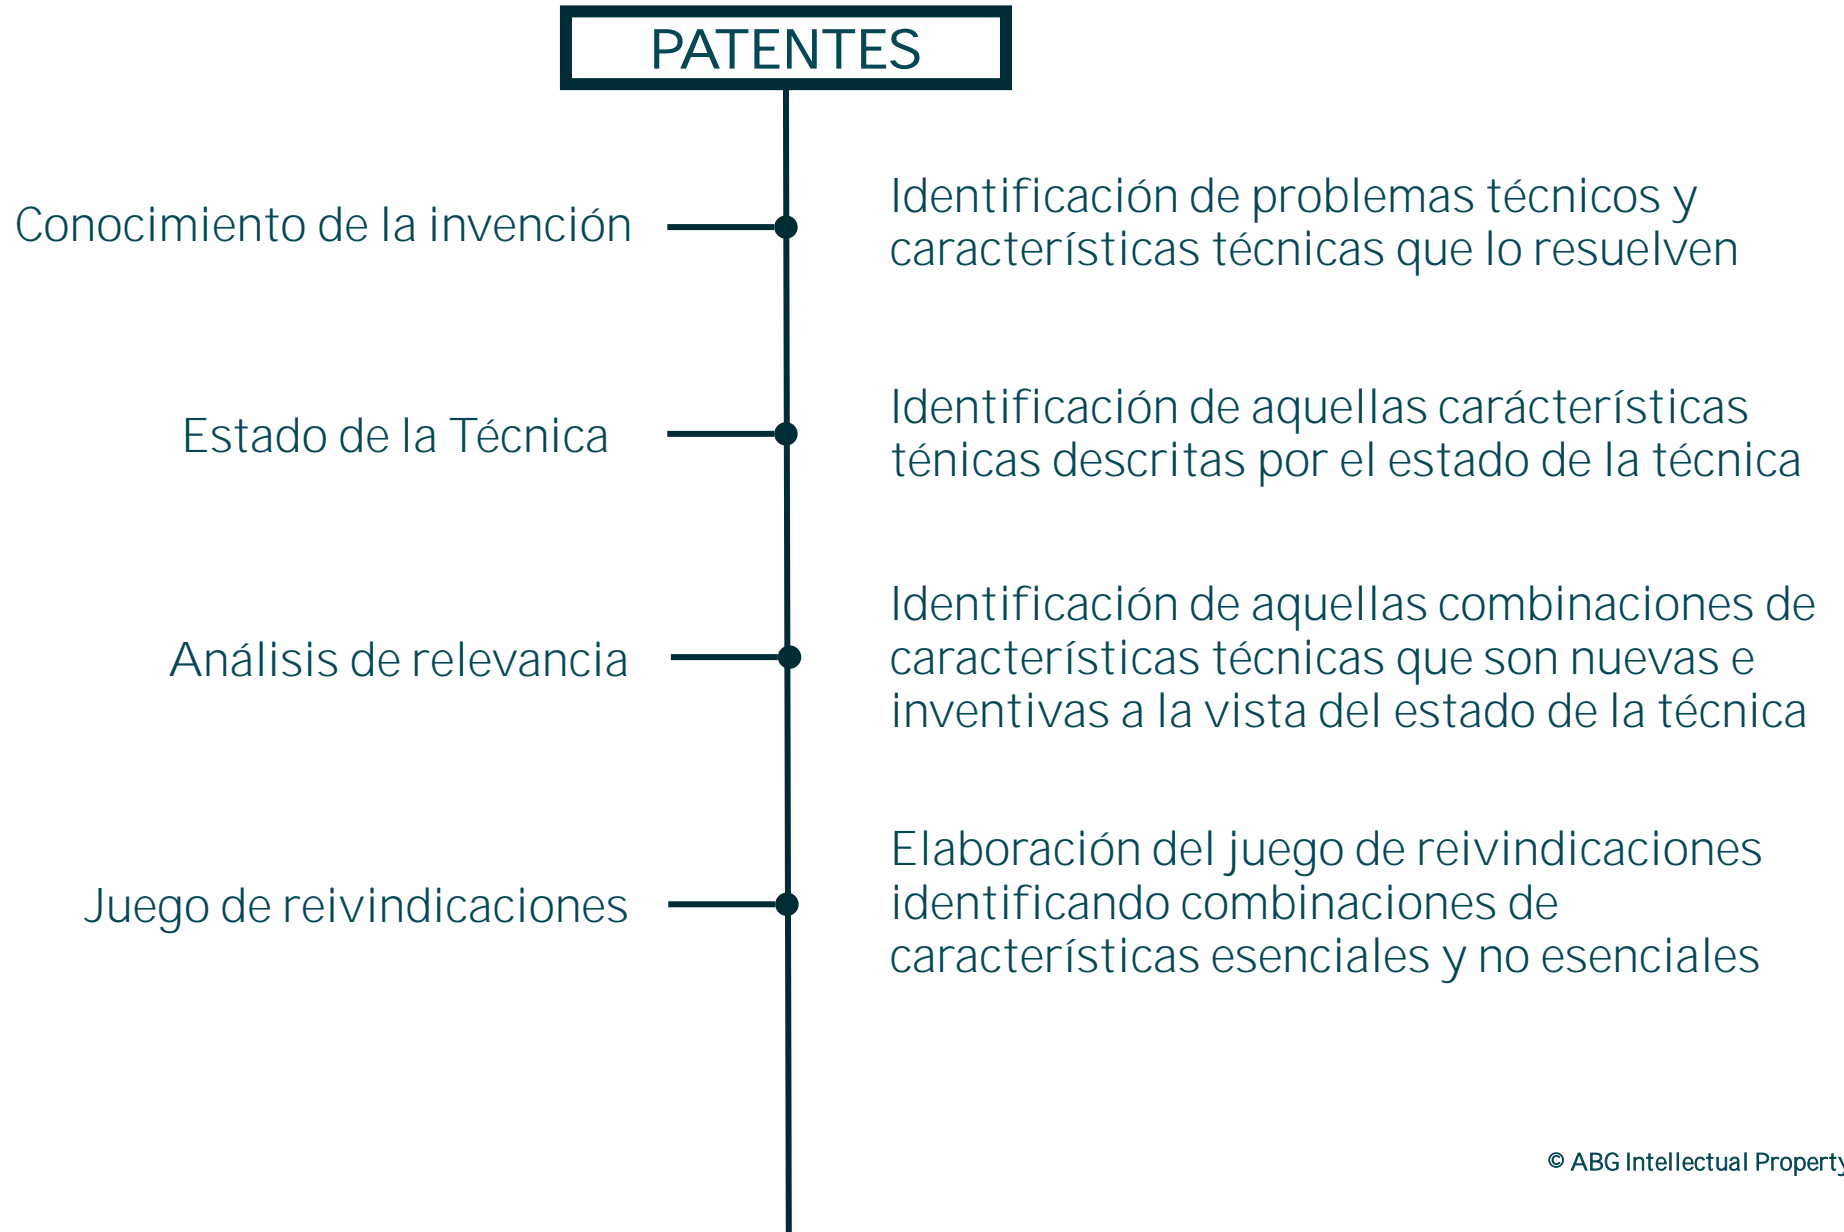 PATENTES
Conocimiento de la invención
Identificación de problemas técnicos y
características técnicas que lo resuelven
Estado de la Técnica
Identificación de aquellas carácterísticas
ténicas descritas por el estado de la técnica
Análisis de relevancia
Identificación de aquellas combinaciones de
características técnicas que son nuevas e
inventivas a la vista del estado de la técnica
Juego de reivindicaciones
Elaboración del juego de reivindicaciones
identificando combinaciones de
características esenciales y no esenciales
© ABG Intellectual Property